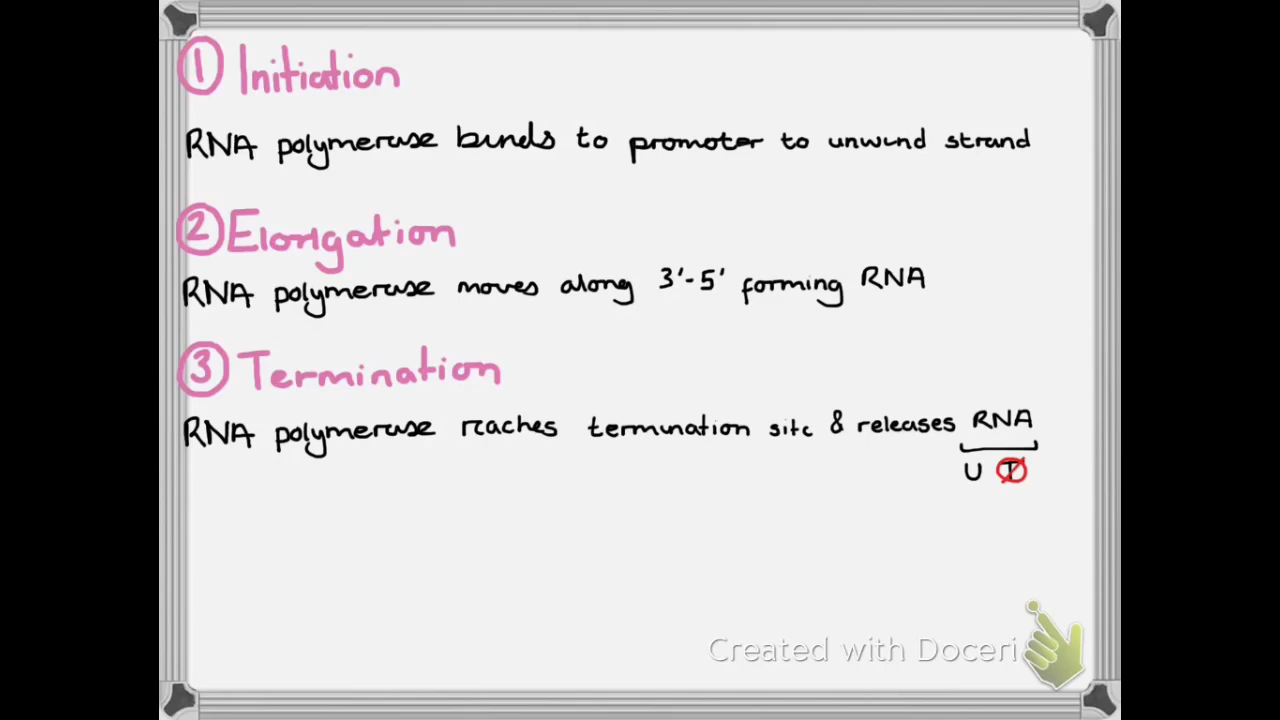 ① Initiation
RNA polymerase binds to promoter to unwind strand
② Elongation
RNA polymerase moves along 3'-5' forming RNA
③ Termination
RNA polymerase reaches termination site & releases RNA
U T
Created with Doceri